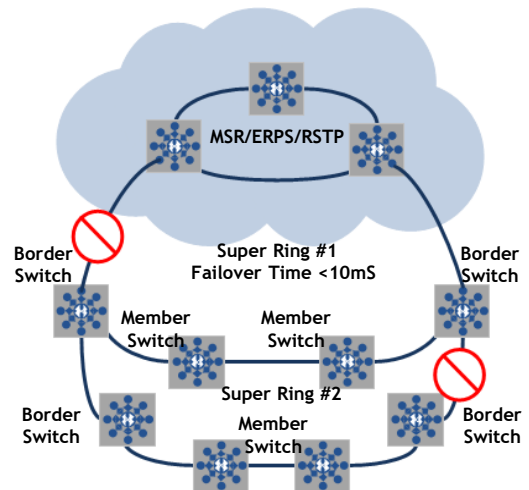 MSR/ERPS/RSTP
Super Ring #1
Failover Time <10mS
Border
Switch
Border
Switch
Member
Switch
Member
Switch
Super Ring #2
Border
Switch
Member
Switch
Border
Switch